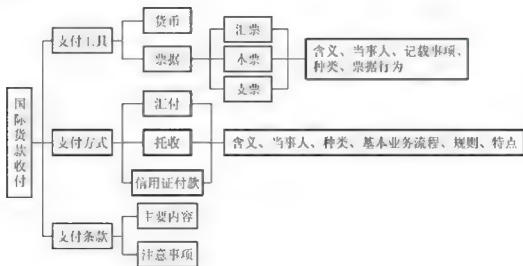 国际货款收付
支付工具
货币
票据
汇票
本票
支票
含义、当事人、记载事项、
种类、票据行为
支付方式
汇付
托收
信用证付款
含义、当事人、种类、基本业务流程、规则、特点
支付条款
主要内容
注意事项